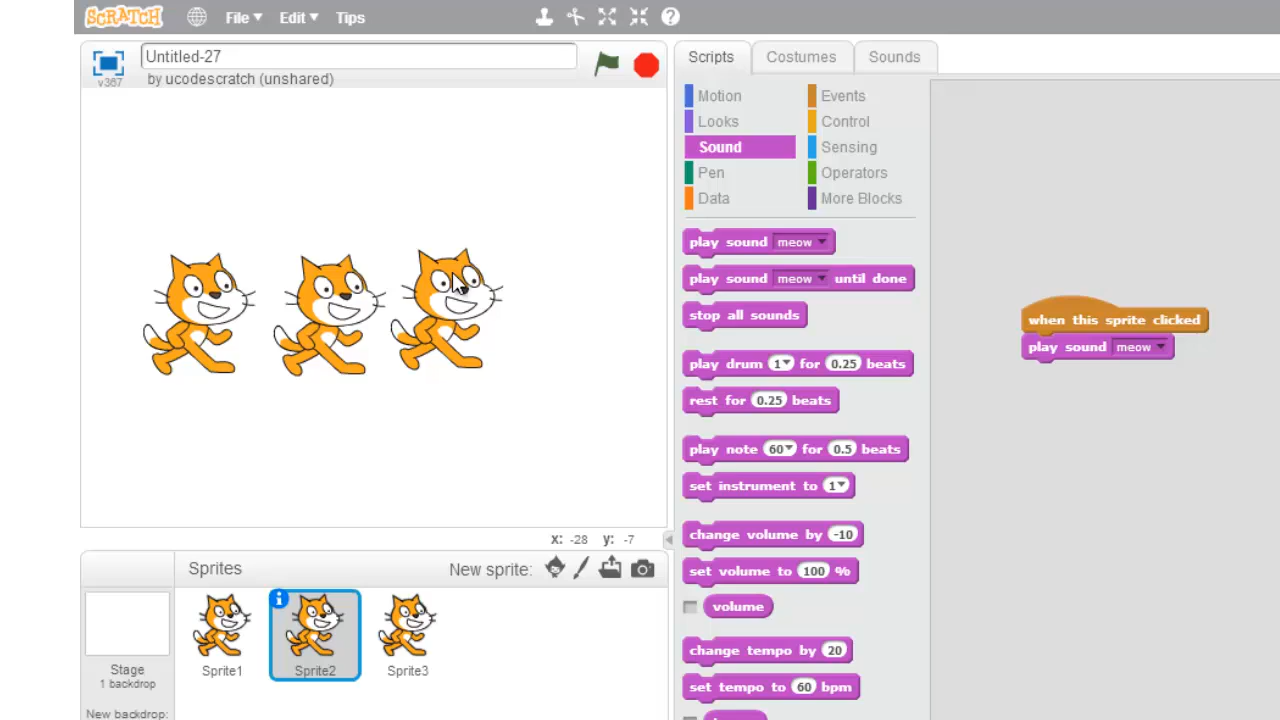 SCRATCH File Edit Tips ?
Untitled-27
v367
by ucodescratch (unshared)
Scripts Costumes Sounds
Motion Events
Looks Control
Sound Sensing
Pen Operators
Data More Blocks
play sound meow
play sound meow until done
stop all sounds
play drum 1 for 0.25 beats
rest for 0.25 beats
play note 60 for 0.5 beats
set instrument to 1
change volume by -10
set volume to 100 %
volume
change tempo by 20
set tempo to 60 bpm
when this sprite clicked
play sound meow
x: -28 y: -7
Sprites New sprite:
i
Sprite1 Sprite2 Sprite3
Stage
1 backdrop
New backdrop: